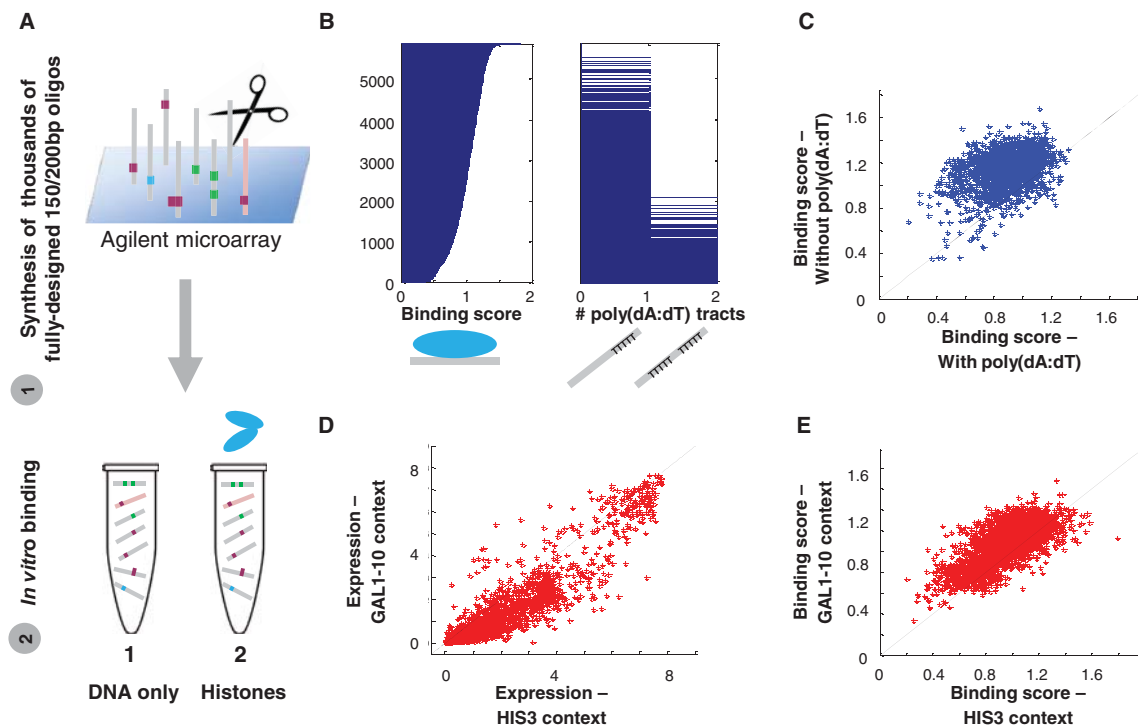 A
Synthesis of thousands of
fully-designed 150/200bp oligos
1
Agilent microarray
In vitro binding
2
1
2
DNA only
Histones
B
5000
4000
3000
2000
1000
0
0
1
2
Binding score
0
1
2
# poly(dA:dT) tracts
C
Binding score –
Without poly(dA:dT)
1.6
1.2
0.8
0.4
0
0
0.4
0.8
1.2
1.6
Binding score –
With poly(dA:dT)
D
Expression –
GAL1-10 context
8
4
0
0
4
8
Expression –
HIS3 context
E
Binding score –
GAL1-10 context
1.6
1.2
0.8
0.4
0
0
0.4
0.8
1.2
1.6
Binding score –
HIS3 context